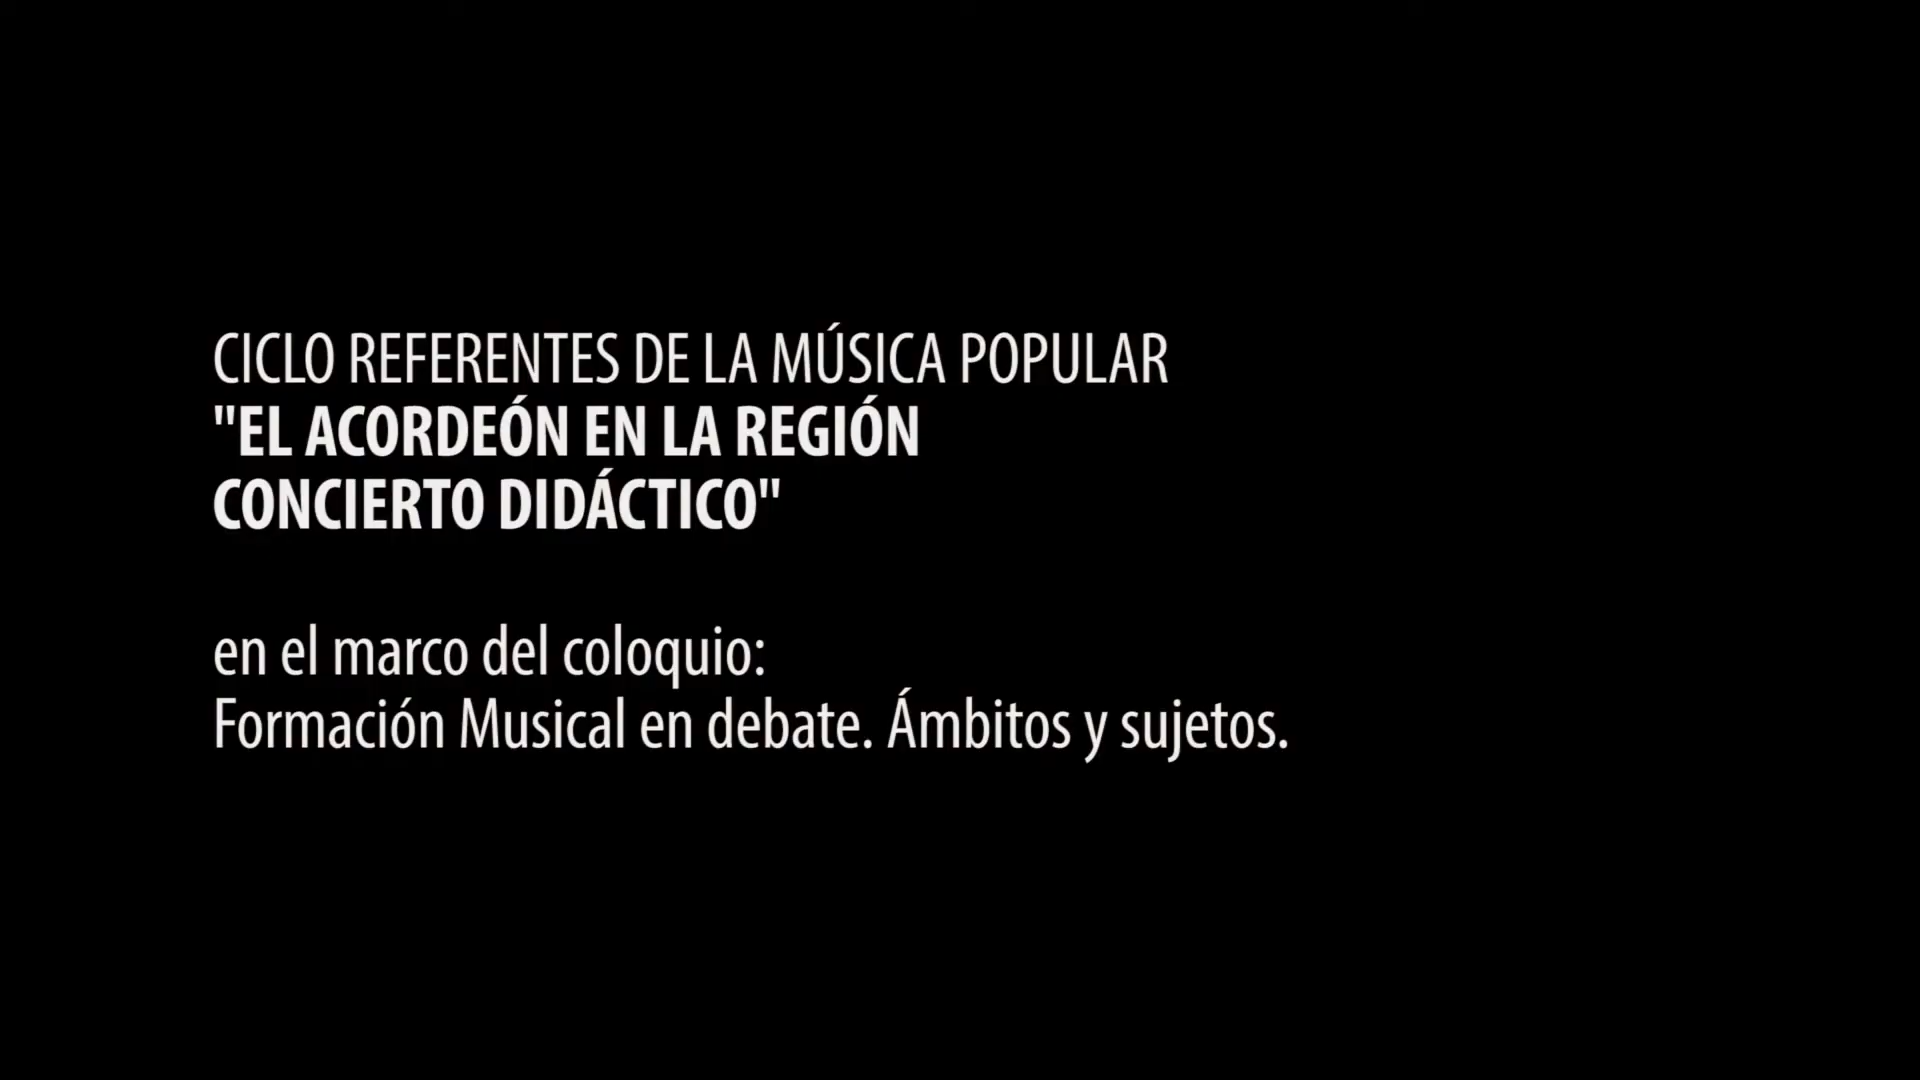 CICLO REFERENTES DE LA MÚSICA POPULAR
"EL ACORDEÓN EN LA REGIÓN
CONCIERTO DIDÁCTICO"
en el marco del coloquio:
Formación Musical en debate. Ámbitos y sujetos.